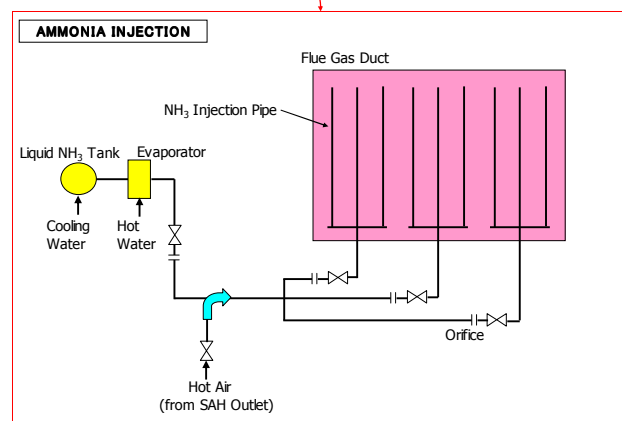 AMMONIA INJECTION
Flue Gas Duct
NH₃ Injection Pipe
Liquid NH₃ Tank
Evaporator
Cooling
Water
Hot
Water
Orifice
Hot Air
(from SAH Outlet)